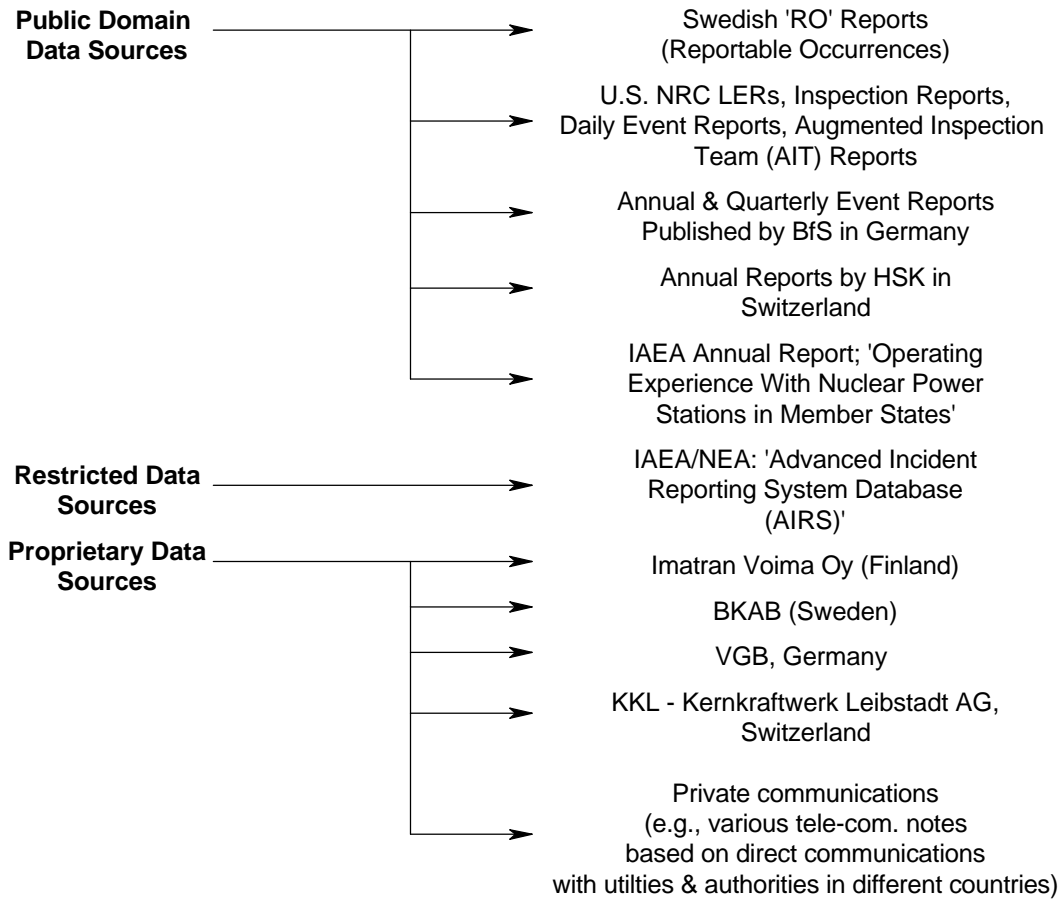 Public Domain
Data Sources
Swedish 'RO' Reports
(Reportable Occurrences)
U.S. NRC LERs, Inspection Reports,
Daily Event Reports, Augmented Inspection
Team (AIT) Reports
Annual & Quarterly Event Reports
Published by BfS in Germany
Annual Reports by HSK in
Switzerland
IAEA Annual Report; 'Operating
Experience With Nuclear Power
Stations in Member States'
Restricted Data
Sources
IAEA/NEA: 'Advanced Incident
Reporting System Database
(AIRS)'
Proprietary Data
Sources
Imatran Voima Oy (Finland)
BKAB (Sweden)
VGB, Germany
KKL - Kernkraftwerk Leibstadt AG,
Switzerland
Private communications
(e.g., various tele-com. notes
based on direct communications
with utilties & authorities in different countries)